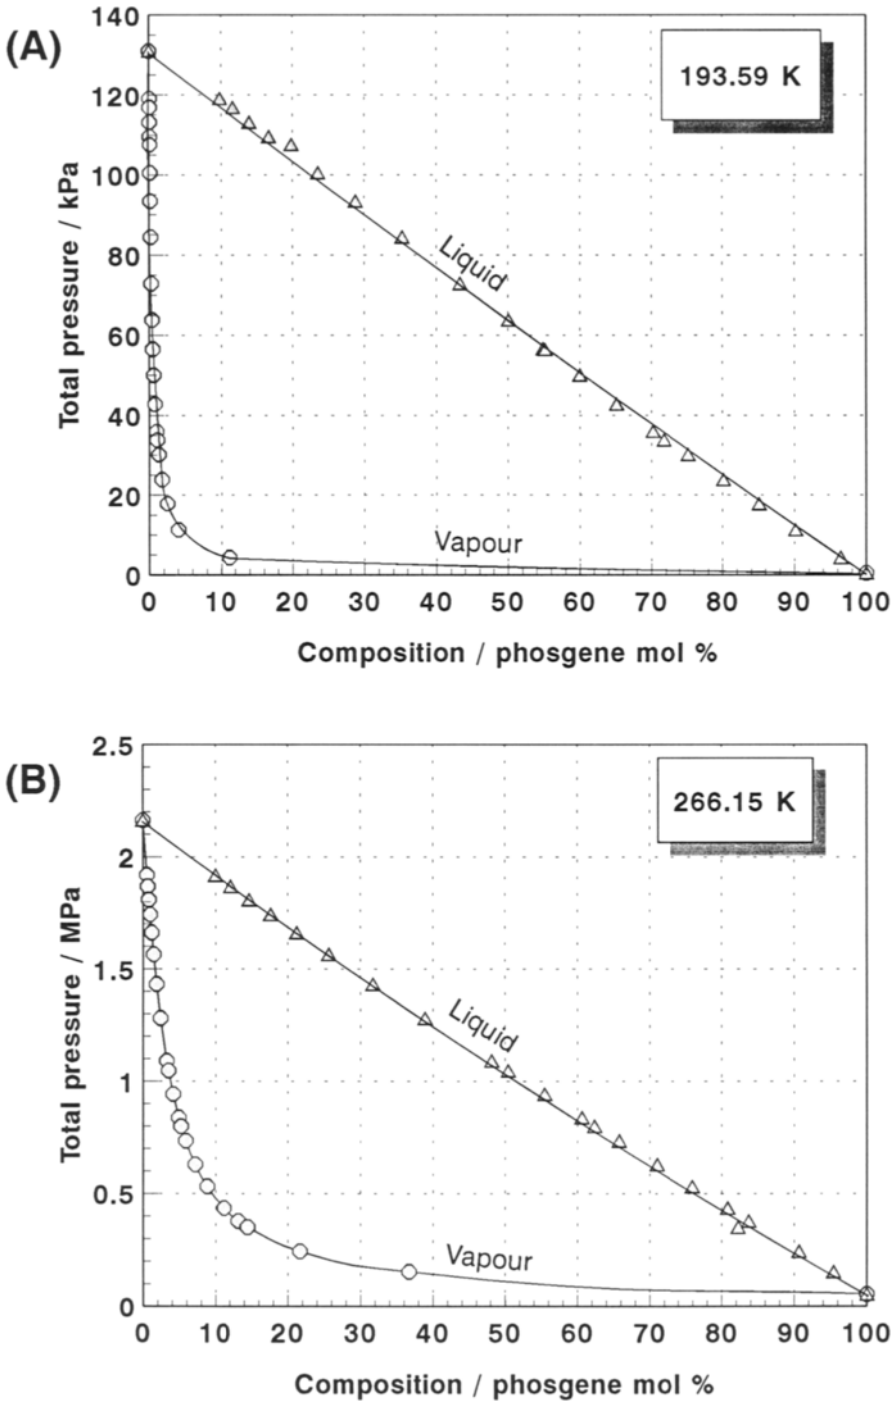 (A)
140
193.59 K
120
100
80
60
40
20
0
Total pressure / kPa
Liquid
Vapour
0 10 20 30 40 50 60 70 80 90 100
Composition / phosgene mol %
(B)
2.5
266.15 K
2
1.5
1
0.5
0
Total pressure / MPa
Liquid
Vapour
0 10 20 30 40 50 60 70 80 90 100
Composition / phosgene mol %